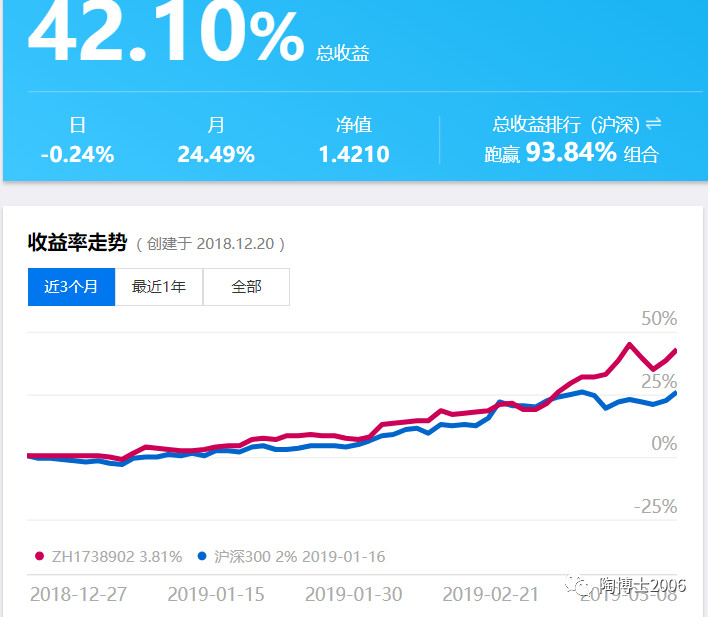 42.10% 总收益
日 月 净值 总收益排行（沪深）⇌
-0.24% 24.49% 1.4210 跑赢 93.84% 组合
收益率走势 ( 创建于 2018.12.20 )
近3个月 最近1年 全部
50%
25%
0%
-25%
ZH1738902 3.81% 沪深300 2% 2019-01-16
2018-12-27 2019-01-15 2019-01-30 2019-02-21 2019-03-08
陶博士2006